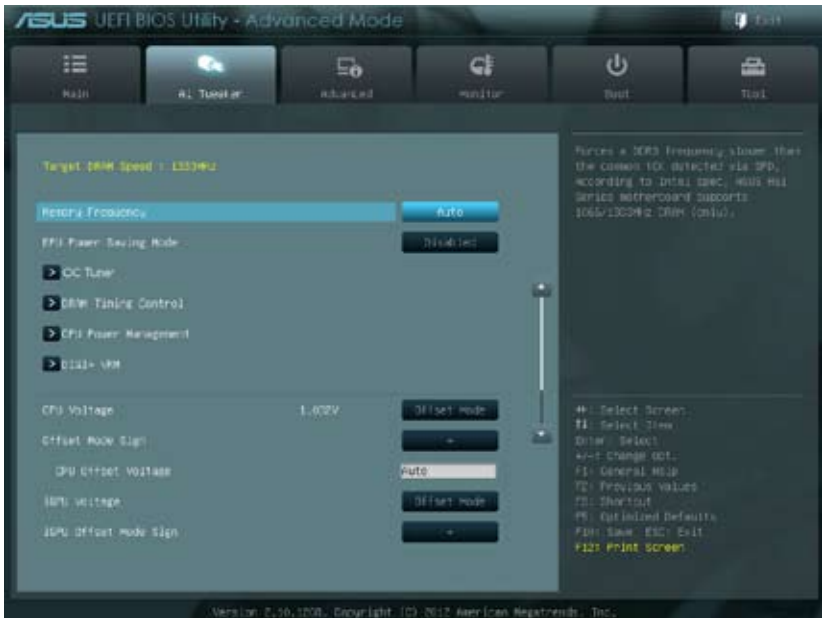 ASUS UEFI BIOS Utility - Advanced Mode
Exit
Main
Ai Tweaker
Advanced
Monitor
Boot
Tool
Target DRAM Speed : 1333MHz
Memory Frequency
Auto
EPU Power Saving Mode
Disabled
> OC Tuner
> DRAM Timing Control
> CPU Power Management
> DIGI+ VRM
CPU Voltage
Offset Mode
Offset Mode Sign
+
CPU Offset Voltage
Auto
iGPU Voltage
Offset Mode
iGPU Offset Mode Sign
+
Forces a DDR3 frequency slower than
the common tCK detected via SPD.
According to Intel spec, ASUS H61
Series motherboard supports
1066/1333MHz DRAM (only).
→←: Select Screen
↑↓: Select Item
Enter: Select
+/-: Change Opt.
F1: General Help
F2: Previous Values
F3: Shortcut
F5: Optimized Defaults
F10: Save ESC: Exit
F12: Print Screen
Version 2.10.1208. Copyright (C) 2012 American Megatrends, Inc.